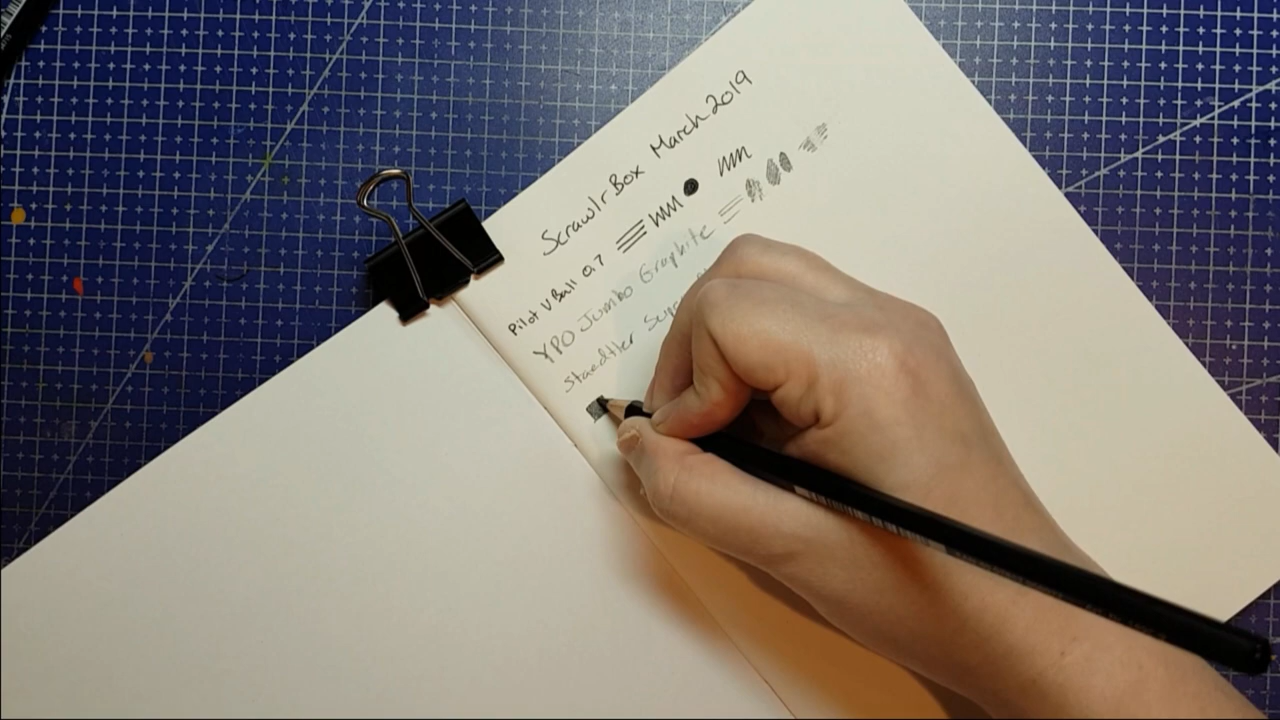 Scrawlr Box March 2019
Pilot V Ball 0.7
YPO Jumbo Graphite
Staedtler